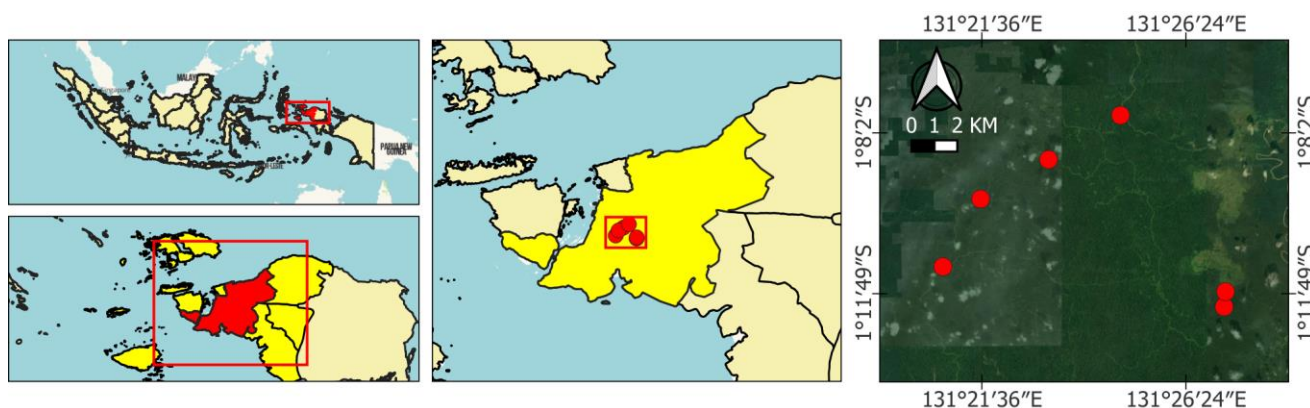 MALAY
Singapore
PAPUA NEW
GUINEA
131°21′36″E 131°26′24″E
0 1 2 KM
1°8′2″S 1°8′2″S
1°11′49″S 1°11′49″S
131°21′36″E 131°26′24″E